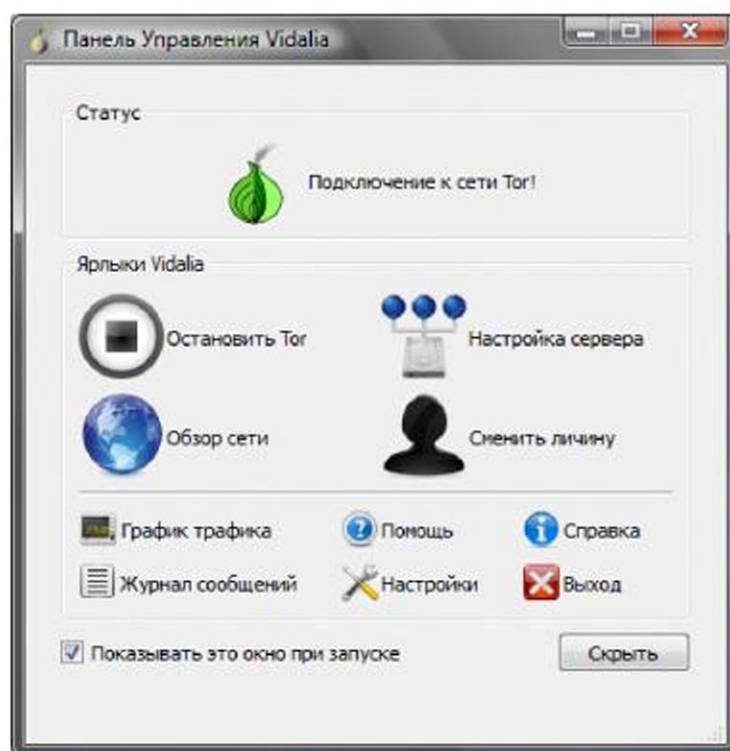 Панель Управления Vidalia
Статус
Подключение к сети Tor!
Ярлыки Vidalia
Остановить Tor
Настройка сервера
Обзор сети
Сменить личину
График трафика
Помощь
Справка
Журнал сообщений
Настройки
Выход
Показывать это окно при запуске
Скрыть